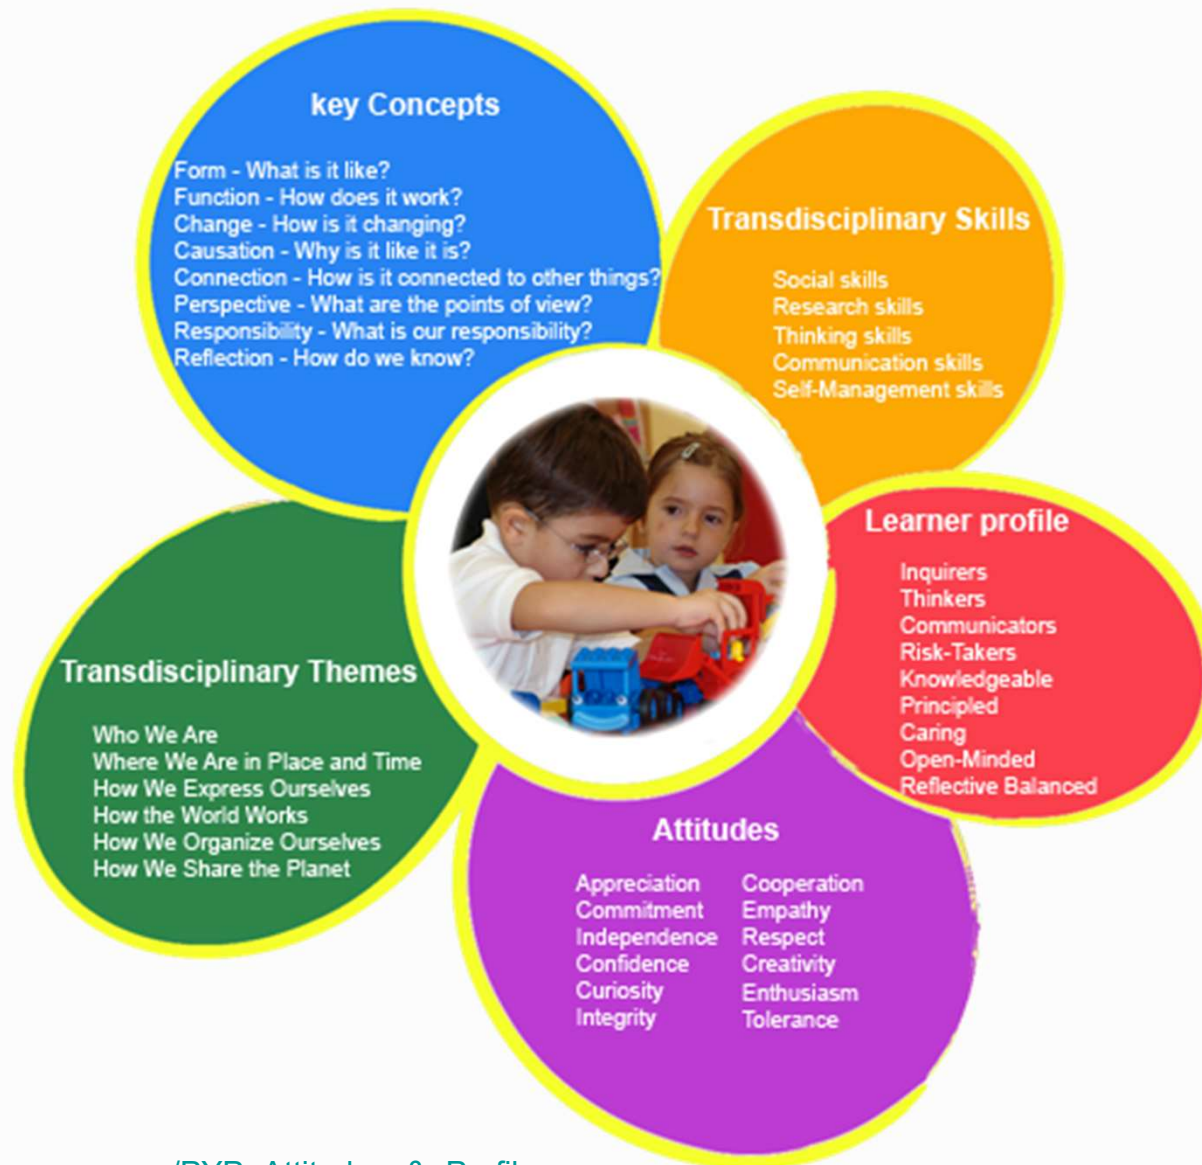 key Concepts
Form - What is it like?
Function - How does it work?
Change - How is it changing?
Causation - Why is it like it is?
Connection - How is it connected to other things?
Perspective - What are the points of view?
Responsibility - What is our responsibility?
Reflection - How do we know?
Transdisciplinary Skills
Social skills
Research skills
Thinking skills
Communication skills
Self-Management skills
Learner profile
Inquirers
Thinkers
Communicators
Risk-Takers
Knowledgeable
Principled
Caring
Open-Minded
Reflective Balanced
Transdisciplinary Themes
Who We Are
Where We Are in Place and Time
How We Express Ourselves
How the World Works
How We Organize Ourselves
How We Share the Planet
Attitudes
Appreciation Cooperation
Commitment Empathy
Independence Respect
Confidence Creativity
Curiosity Enthusiasm
Integrity Tolerance